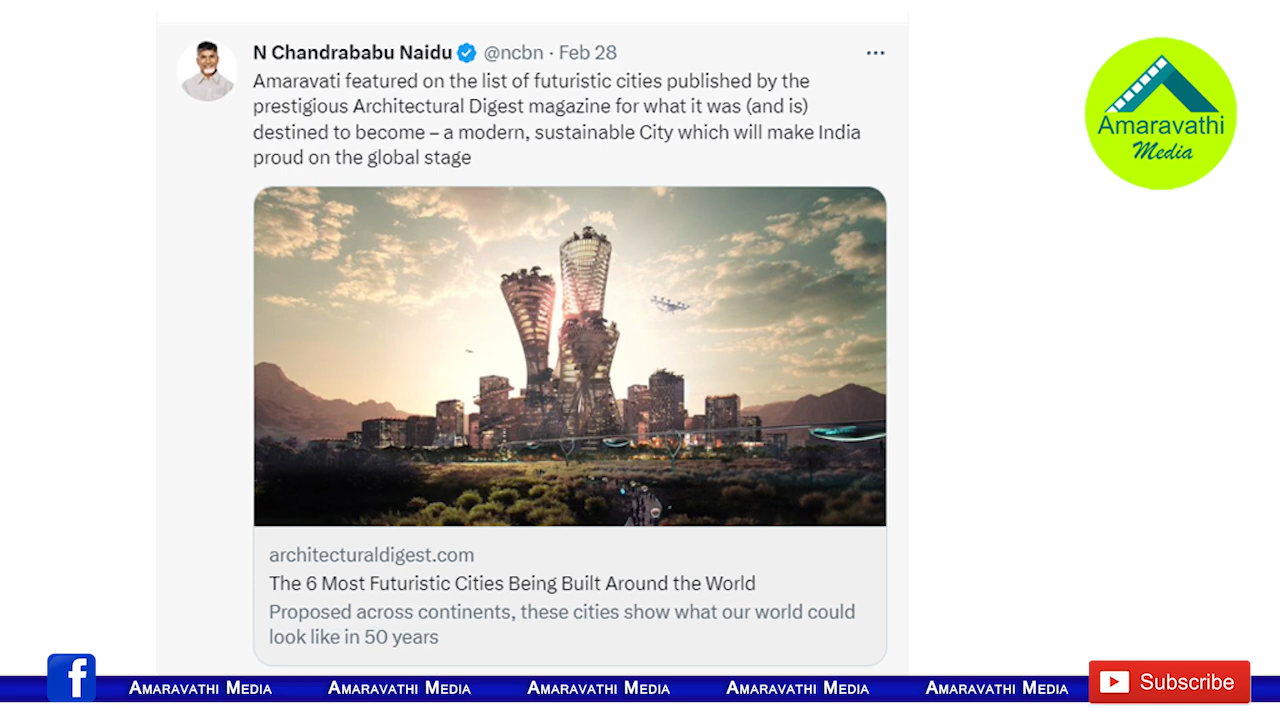 N Chandrababu Naidu @ncbn · Feb 28
Amaravati featured on the list of futuristic cities published by the
prestigious Architectural Digest magazine for what it was (and is)
destined to become – a modern, sustainable City which will make India
proud on the global stage
Amaravathi
Media
architecturaldigest.com
The 6 Most Futuristic Cities Being Built Around the World
Proposed across continents, these cities show what our world could
look like in 50 years
f Amaravathi Media Amaravathi Media Amaravathi Media Amaravathi Media Amaravathi Media Subscribe